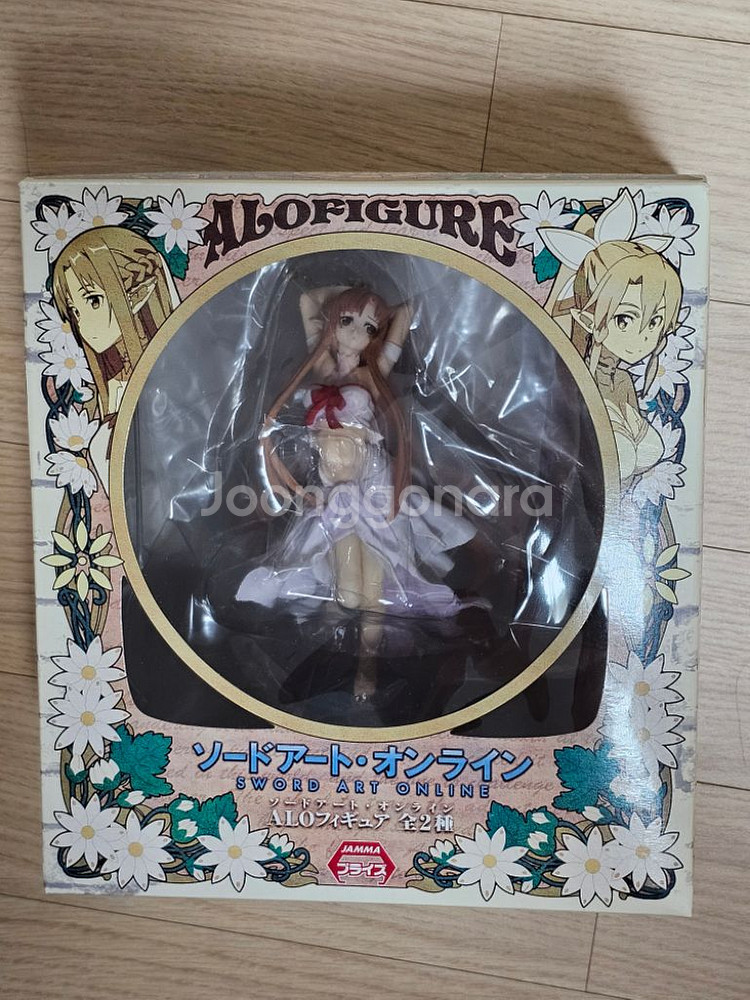 ALOFIGURE
Joonggonara
ソードアート・オンライン
SWORD ART ONLINE
ソードアート・オンライン
ALOフィギュア 全2種
JAMMA
プライズ